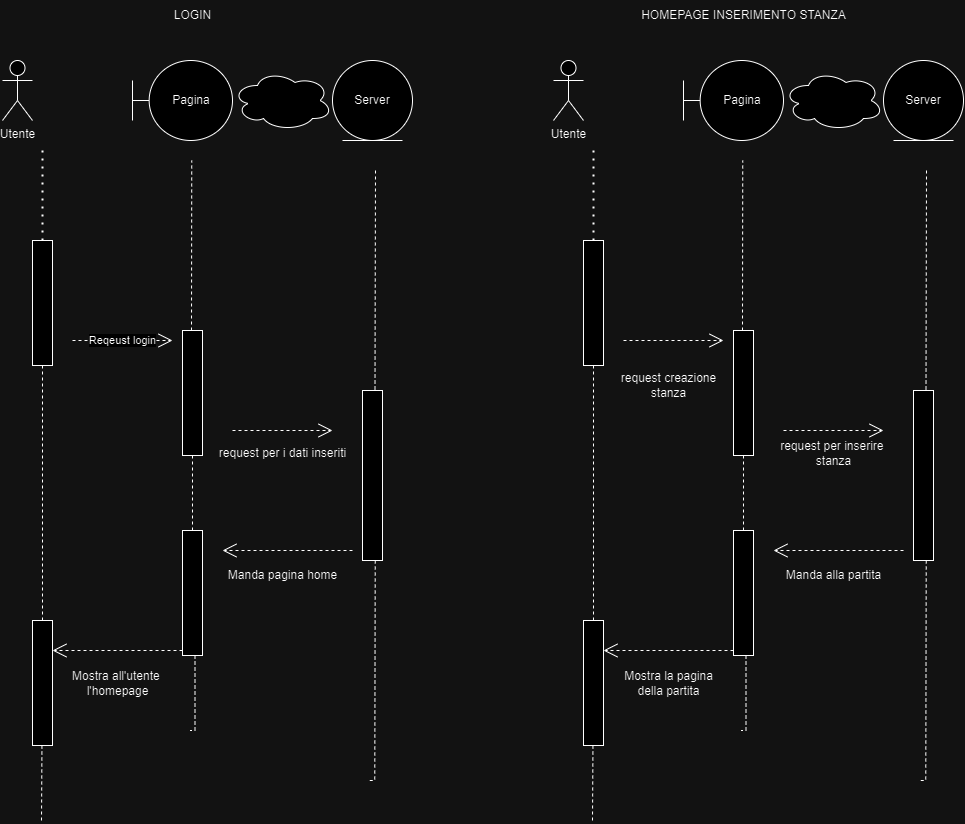 LOGIN
Utente
Pagina
Server
Reqeust login
request per i dati inseriti
Manda pagina home
Mostra all'utente
l'homepage
HOMEPAGE INSERIMENTO STANZA
Utente
Pagina
Server
request creazione
stanza
request per inserire
stanza
Manda alla partita
Mostra la pagina
della partita